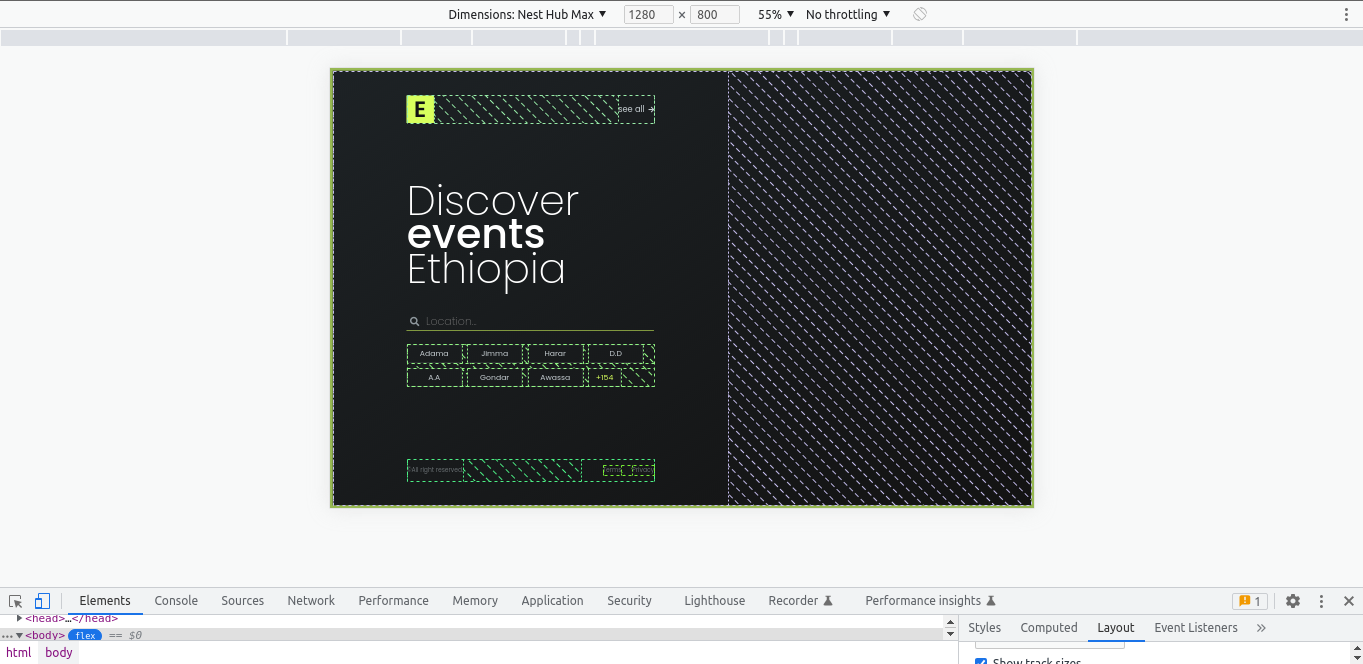 Dimensions: Nest Hub Max ▼ 1280 × 800 55% ▼ No throttling ▼
E see all →
Discover
events
Ethiopia
Location...
Adama Jimma Harar D.D
A.A Gondar Awassa +154
©All right reserved Terms Privacy
Elements Console Sources Network Performance Memory Application Security Lighthouse Recorder Performance insights 1
▶<head>…</head>
… ▼<body> flex == $0
html body
Styles Computed Layout Event Listeners »
Show track sizes